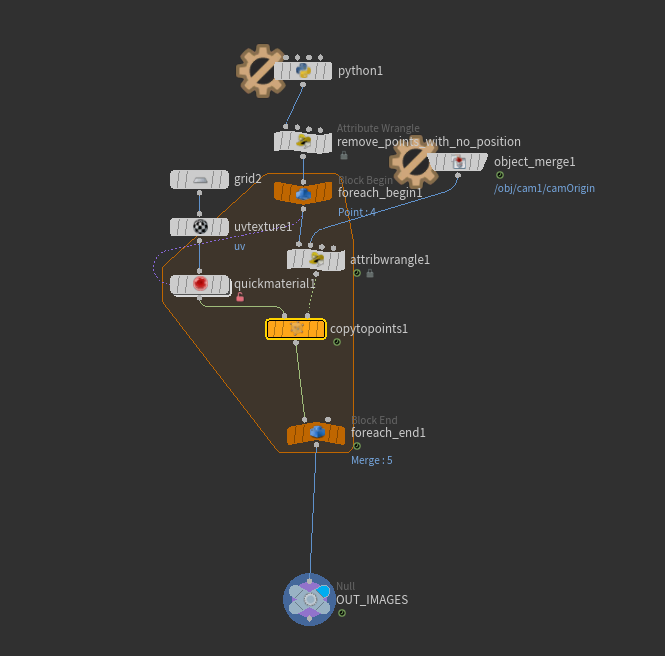 python1
Attribute Wrangle
remove_points_with_no_position
object_merge1
/obj/cam1/camOrigin
grid2
Block Begin
foreach_begin1
Point : 4
uvtexture1
uv
attribwrangle1
quickmaterial1
copytopoints1
Block End
foreach_end1
Merge : 5
Null
OUT_IMAGES